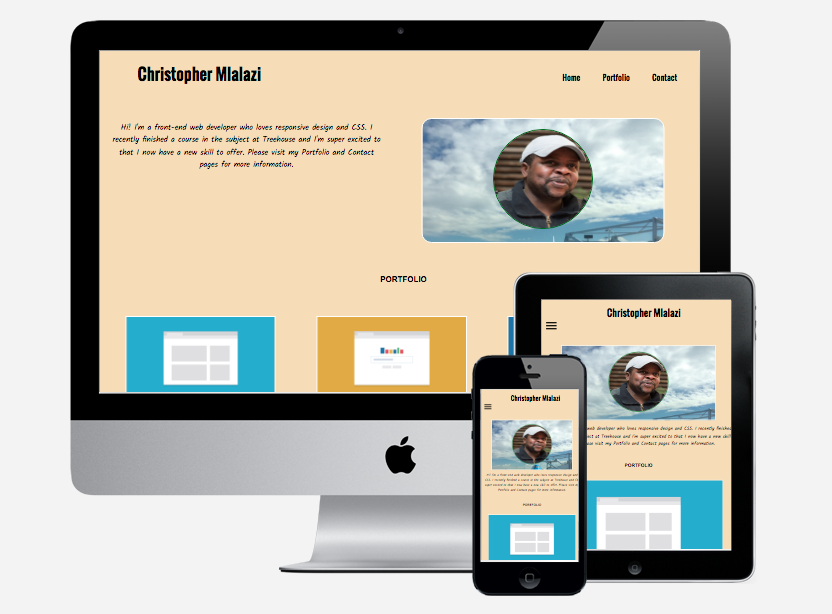 Christopher Mlalazi
Home Portfolio Contact
Hi! I'm a front-end web developer who loves responsive design and CSS. I
recently finished a course in the subject at Treehouse and I'm super excited to
that I now have a new skill to offer. Please visit my Portfolio and Contact
pages for more information.
PORTFOLIO
Christopher Mlalazi
web developer who loves responsive design and CSS. I recently finished
at Treehouse and I'm super excited to that I now have a new skill
visit my Portfolio and Contact pages for more information.
PORTFOLIO
Christopher Mlalazi
Hi! I'm a front-end web developer who loves responsive design and
CSS. I recently finished a course in the subject at Treehouse and I'm
super excited to that I now have a new skill to offer. Please visit my
Portfolio and Contact pages for more information.
PORTFOLIO